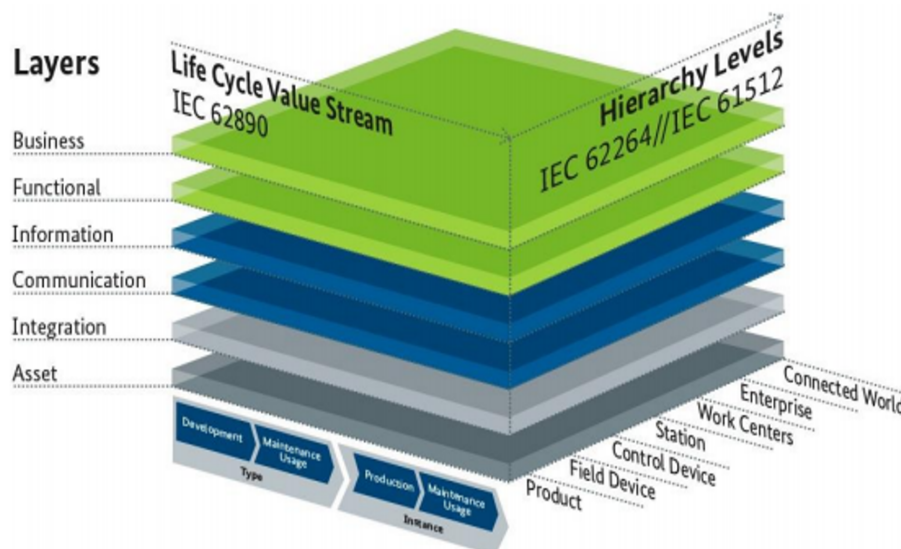 Layers
Life Cycle Value Stream
IEC 62890
Hierarchy Levels
IEC 62264//IEC 61512
Business
Functional
Information
Communication
Integration
Asset
Development
Maintenance
Usage
Type
Production
Maintenance
Usage
Instance
Connected World
Enterprise
Work Centers
Station
Control Device
Field Device
Product